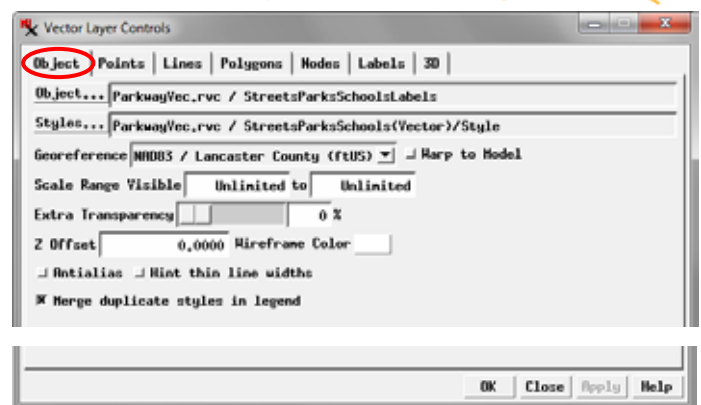 Vector Layer Controls
Object Points Lines Polygons Nodes Labels 3D
Object... ParkwayVec.rvc / StreetsParksSchoolsLabels
Styles... ParkwayVec.rvc / StreetsParksSchools(Vector)/Style
Georeference NAD83 / Lancaster County (ftUS) Warp to Model
Scale Range Visible Unlimited to Unlimited
Extra Transparency 0 %
Z Offset 0.0000 Wireframe Color
Antialias Hint thin line widths
Merge duplicate styles in legend
OK Close Apply Help